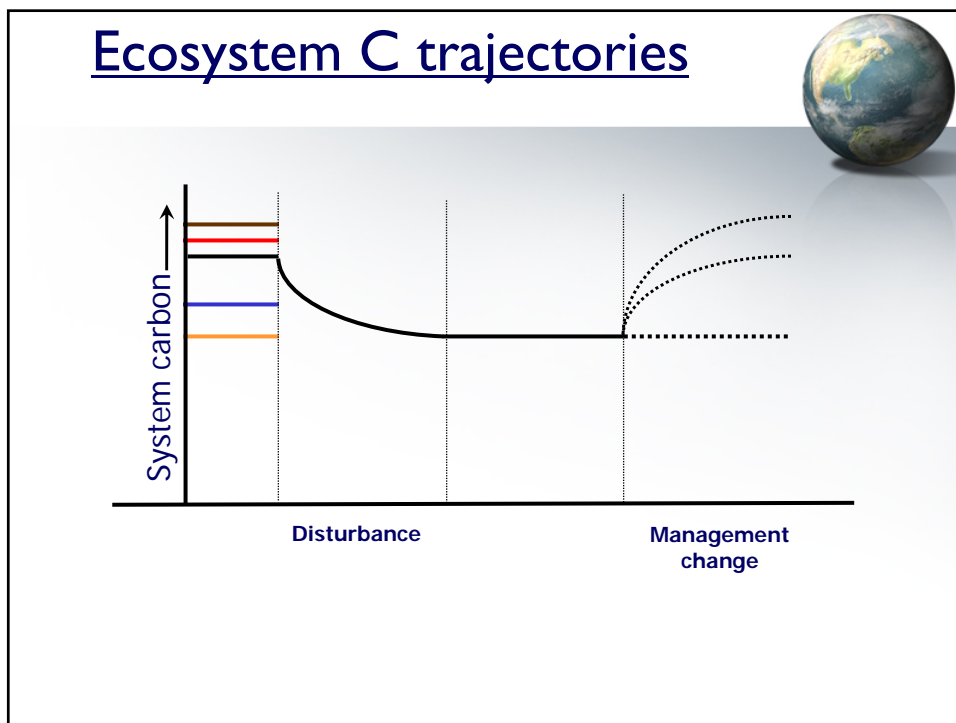 Ecosystem C trajectories
System carbon
Disturbance
Management
change